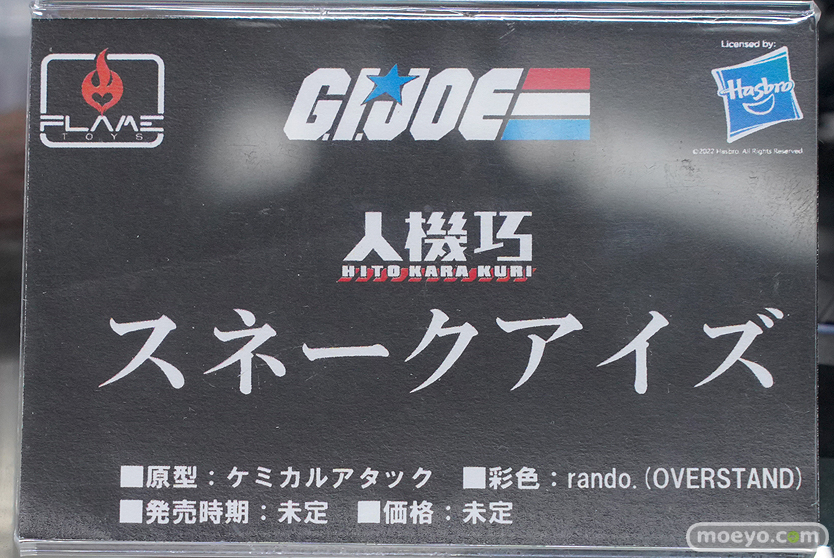 FLAME
TOYS
G.I.JOE
Licensed by:
Hasbro
©2022 Hasbro. All Rights Reserved.
人機巧
HITO KARA KURI
スネークアイズ
■原型：ケミカルアタック ■彩色：rando.(OVERSTAND)
■発売時期：未定 ■価格：未定
moeyo.com